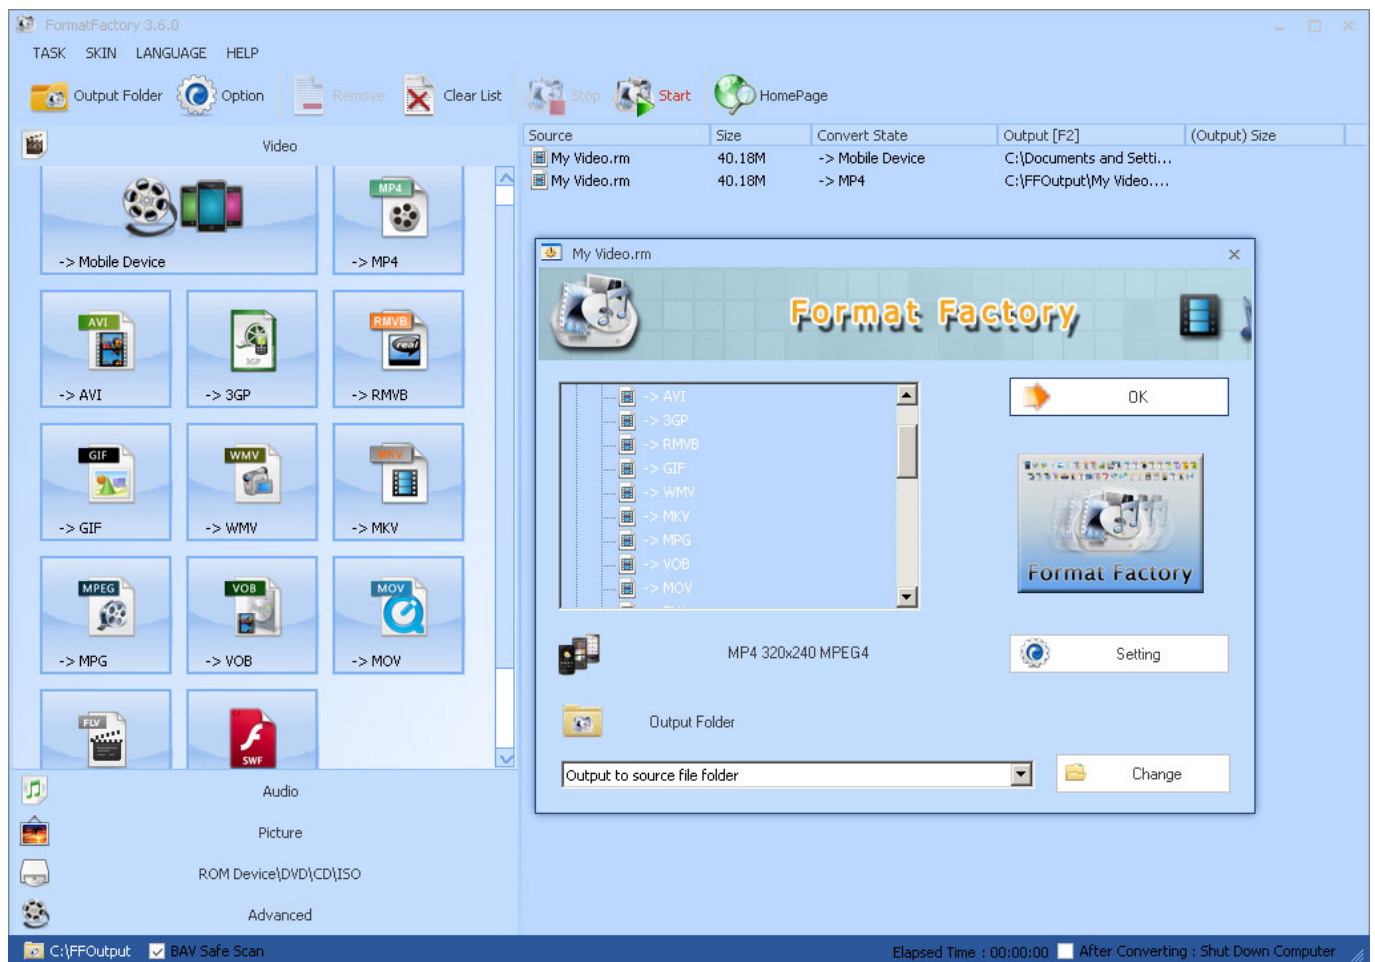 FormatFactory 3.6.0
TASK SKIN LANGUAGE HELP
Output Folder Option Remove Clear List Stop Start HomePage
Video
Source Size Convert State Output [F2] (Output) Size
My Video.rm 40.18M -> Mobile Device C:\Documents and Setti...
My Video.rm 40.18M -> MP4 C:\FFOutput\My Video....
MP4
-> Mobile Device -> MP4
AVI 3GP RMVB real
-> AVI -> 3GP -> RMVB
GIF WMV MKV
-> GIF -> WMV -> MKV
MPEG VOB MOV
-> MPG -> VOB -> MOV
FLV SWF
Audio
Picture
ROM Device\DVD\CD\ISO
Advanced
My Video.rm
Format Factory
-> AVI
-> 3GP
-> RMVB
-> GIF
-> WMV
-> MKV
-> MPG
-> VOB
-> MOV
OK
Format Factory
MP4 320x240 MPEG4
Setting
Output Folder
Output to source file folder
Change
C:\FFOutput BAV Safe Scan Elapsed Time : 00:00:00 After Converting : Shut Down Computer